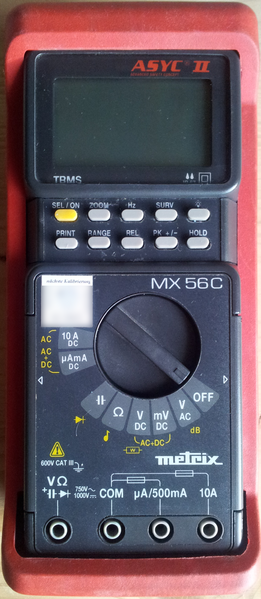 ASYC II
TRMS
SEL / ON ZOOM Hz SURV
PRINT RANGE REL PK +/- HOLD
nächste Kalibrierung
MX 56C
AC 10 A DC
AC + DC µAmA DC
Ω V DC mV DC V AC OFF
AC+DC dB
600V CAT III
metrix
VΩ 750V~ 1000V⎓ COM µA/500mA 10A